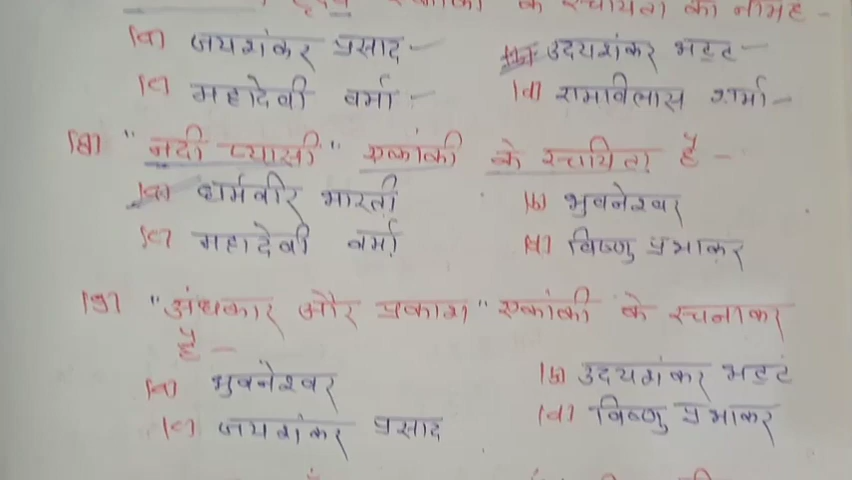 एकांकी के रचयिता का नाम है -
(अ) जयशंकर प्रसाद - (ब) उदयशंकर भट्ट -
(स) महादेवी वर्मा - (द) रामविलास शर्मा -
(8) "नदी प्यासी" एकांकी के रचयिता है -
(अ) धर्मवीर भारती (ब) भुवनेश्वर
(स) महादेवी वर्मा (द) विष्णु प्रभाकर
(9) "अंधकार और प्रकाश" एकांकी के रचनाकार
है -
(अ) भुवनेश्वर (ब) उदयशंकर भट्ट
(स) जयशंकर प्रसाद (द) विष्णु प्रभाकर